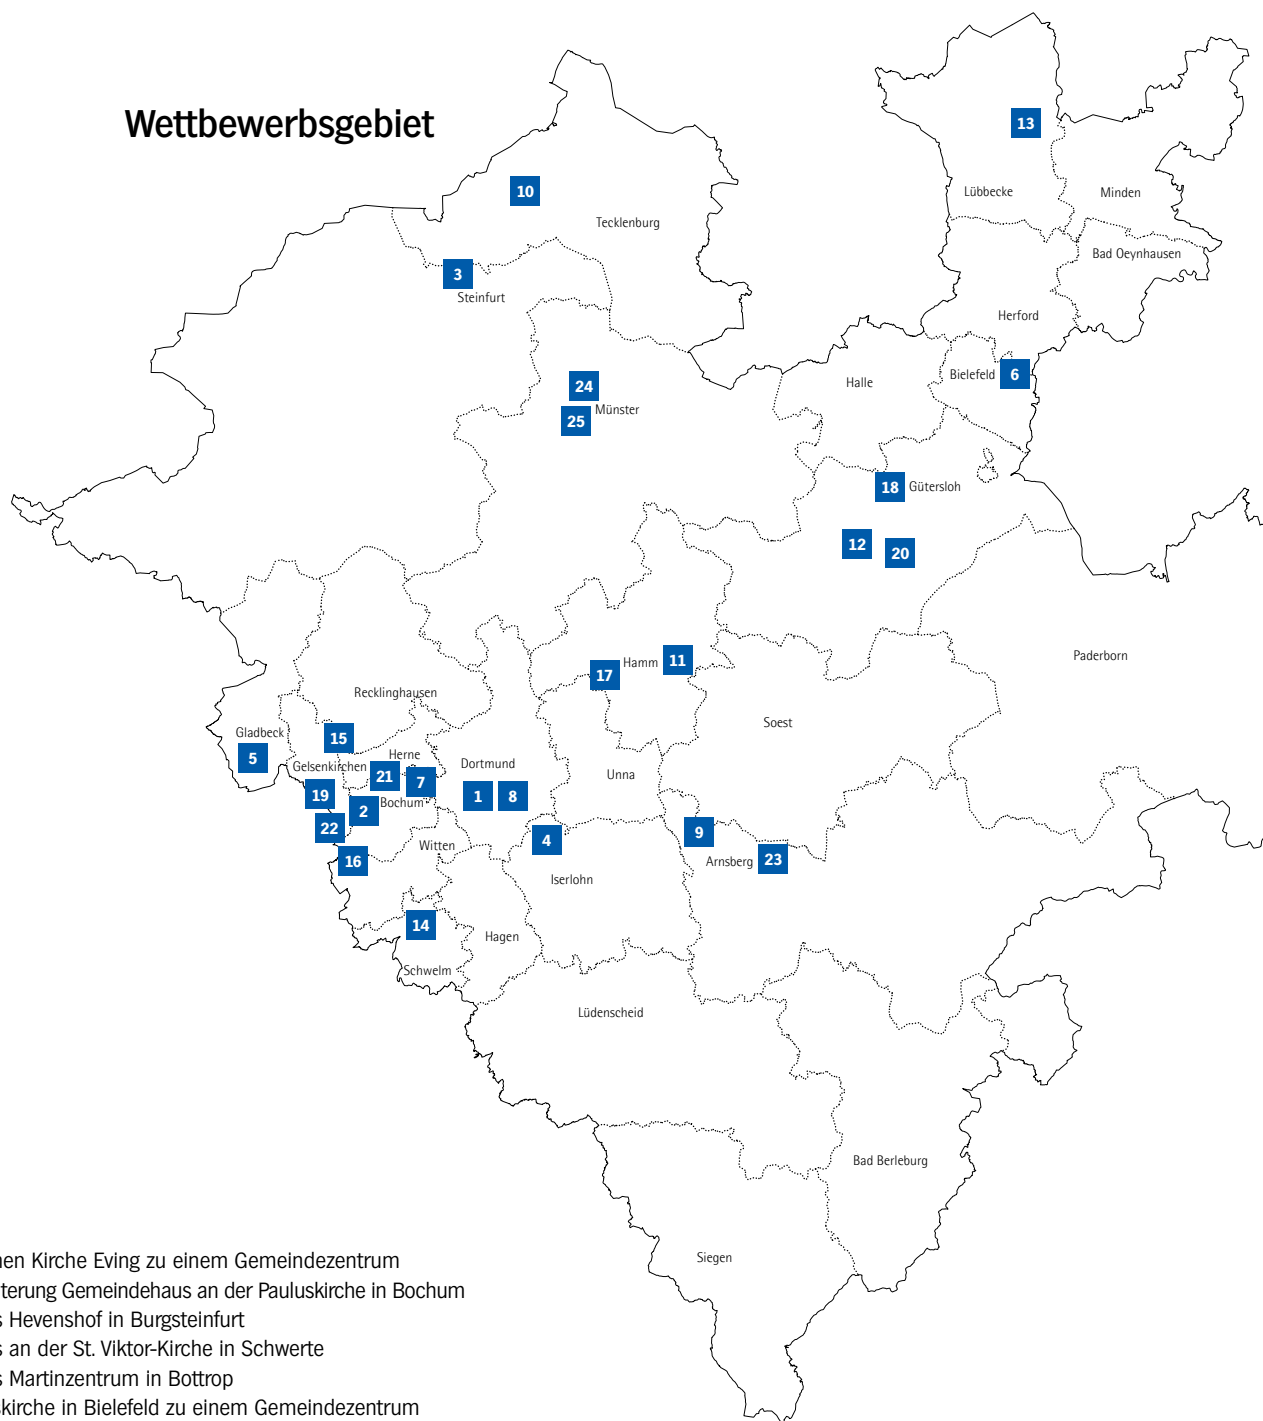 Wettbewerbsgebiet
13
Lübbecke
Minden
10
Tecklenburg
Bad Oeynhausen
3
Steinfurt
Herford
Halle
Bielefeld
6
24
25
Münster
18
Gütersloh
12
20
Paderborn
17
Hamm
11
Recklinghausen
Soest
Gladbeck
15
5
Gelsenkirchen
Herne
21
7
Dortmund
Unna
19
2
Bochum
1
8
22
16
Witten
4
Iserlohn
9
Arnsberg
23
14
Hagen
Schwelm
Lüdenscheid
Bad Berleburg
Siegen
nen Kirche Eving zu einem Gemeindezentrum
terung Gemeindehaus an der Pauluskirche in Bochum
s Hevenshof in Burgsteinfurt
s an der St. Viktor-Kirche in Schwerte
s Martinzentrum in Bottrop
skirche in Bielefeld zu einem Gemeindezentrum